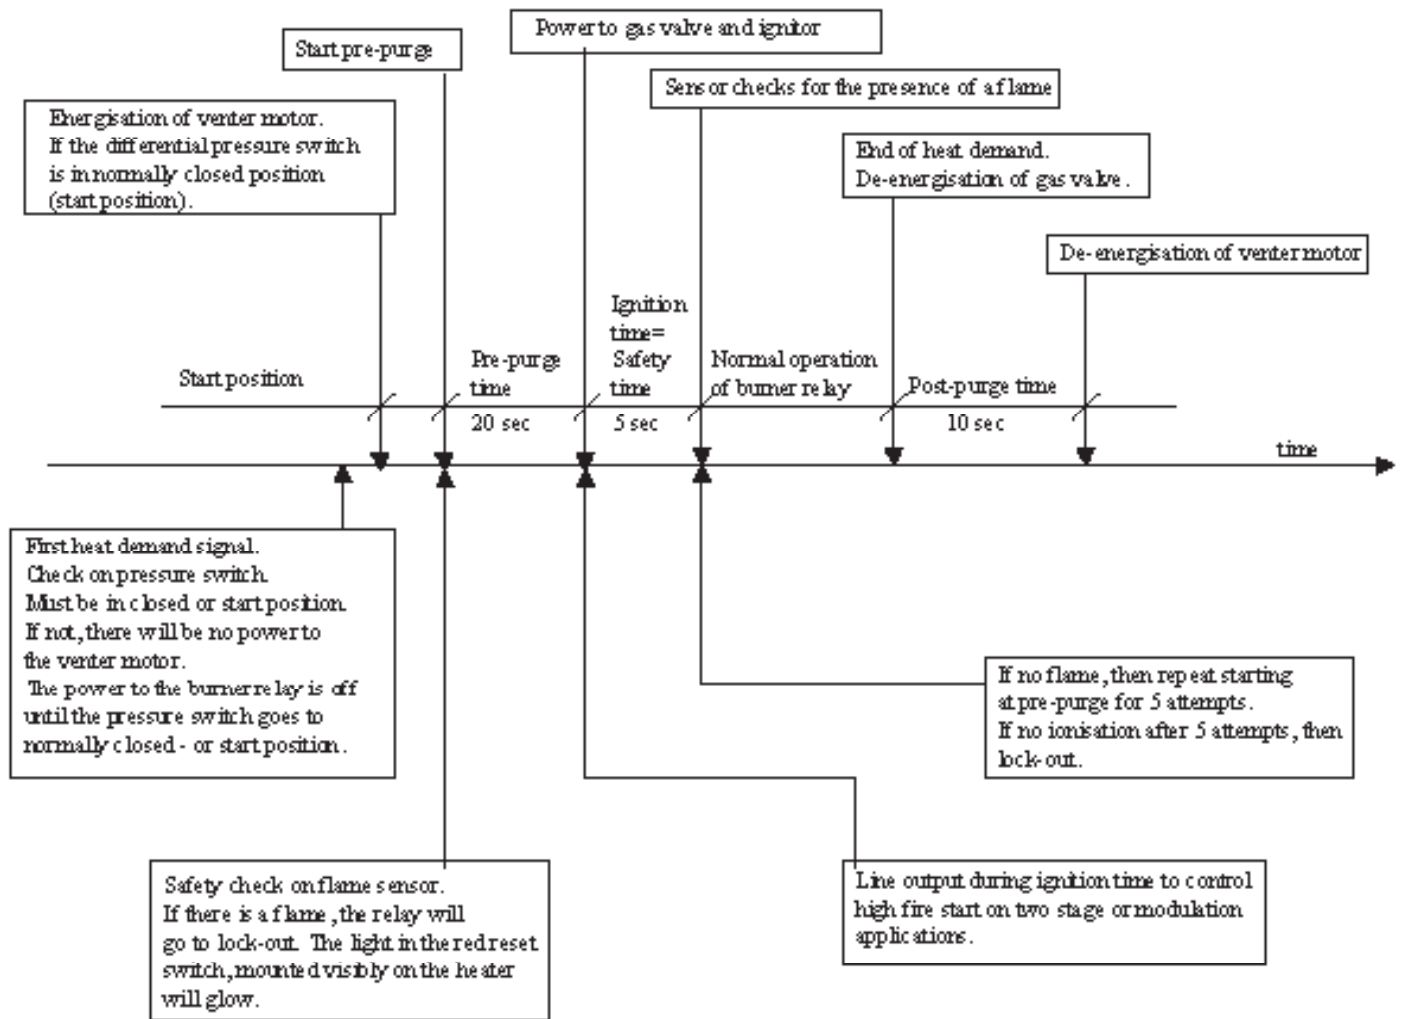 Power to gas valve and ignitor
Start pre-purge
Sensor checks for the presence of a flame
Energisation of venter motor.
If the differential pressure switch
is in normally closed position
(start position).
End of heat demand.
De-energisation of gas valve.
De-energisation of venter motor
Ignition
time=
Safety
time
Pre-purge
time
Normal operation
of burner relay
Start position
Post-purge time
20 sec
5 sec
10 sec
time
First heat demand signal.
Check on pressure switch.
Must be in closed or start position.
If not, there will be no power to
the venter motor.
The power to the burner relay is off
until the pressure switch goes to
normally closed - or start position.
If no flame, then repeat starting
at pre-purge for 5 attempts.
If no ionisation after 5 attempts, then
lock-out.
Safety check on flame sensor.
If there is a flame, the relay will
go to lock-out. The light in the red reset
switch, mounted visibly on the heater
will glow.
Line output during ignition time to control
high fire start on two stage or modulation
applications.